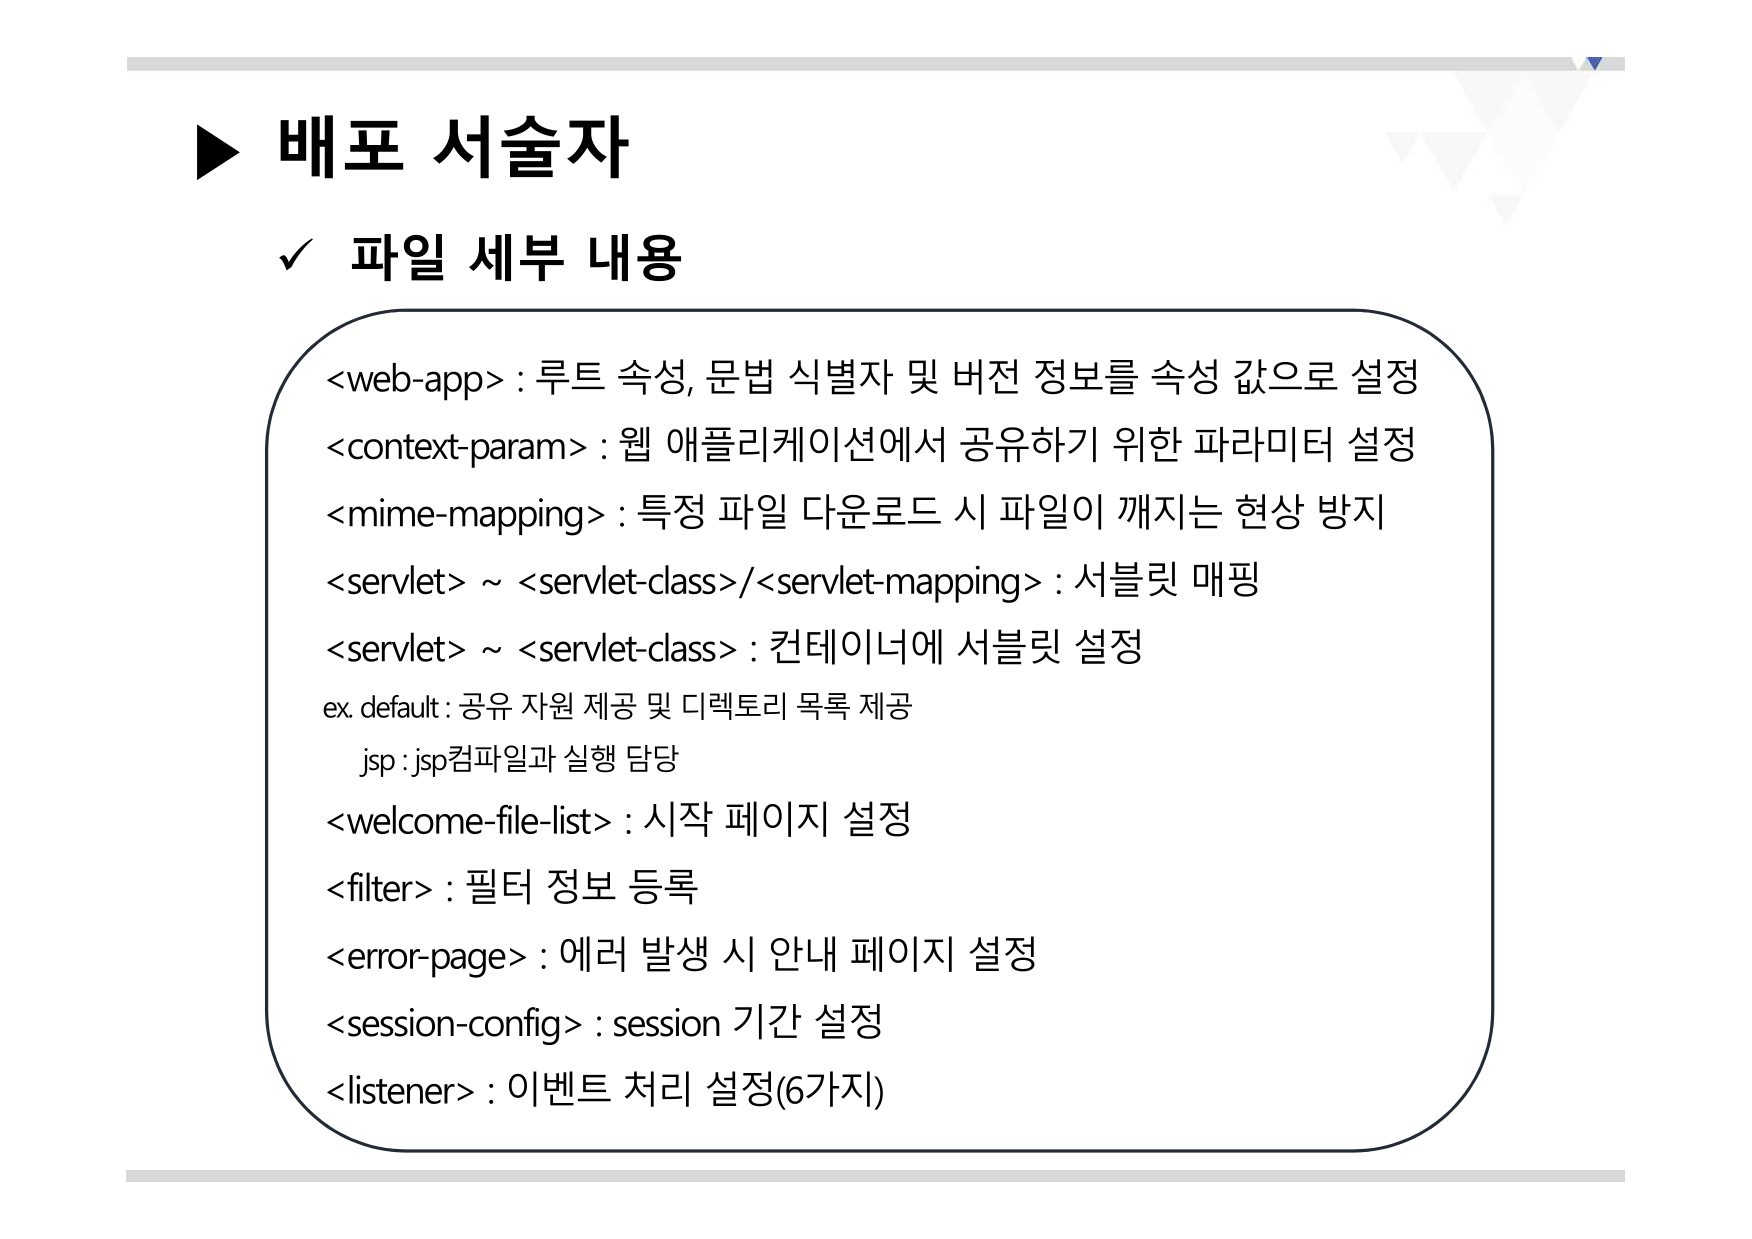 ▶ 배포 서술자
✓ 파일 세부 내용
<web-app> : 루트 속성, 문법 식별자 및 버전 정보를 속성 값으로 설정
<context-param> : 웹 애플리케이션에서 공유하기 위한 파라미터 설정
<mime-mapping> : 특정 파일 다운로드 시 파일이 깨지는 현상 방지
<servlet> ~ <servlet-class>/<servlet-mapping> : 서블릿 매핑
<servlet> ~ <servlet-class> : 컨테이너에 서블릿 설정
ex. default : 공유 자원 제공 및 디렉토리 목록 제공
jsp : jsp컴파일과 실행 담당
<welcome-file-list> : 시작 페이지 설정
<filter> : 필터 정보 등록
<error-page> : 에러 발생 시 안내 페이지 설정
<session-config> : session 기간 설정
<listener> : 이벤트 처리 설정(6가지)